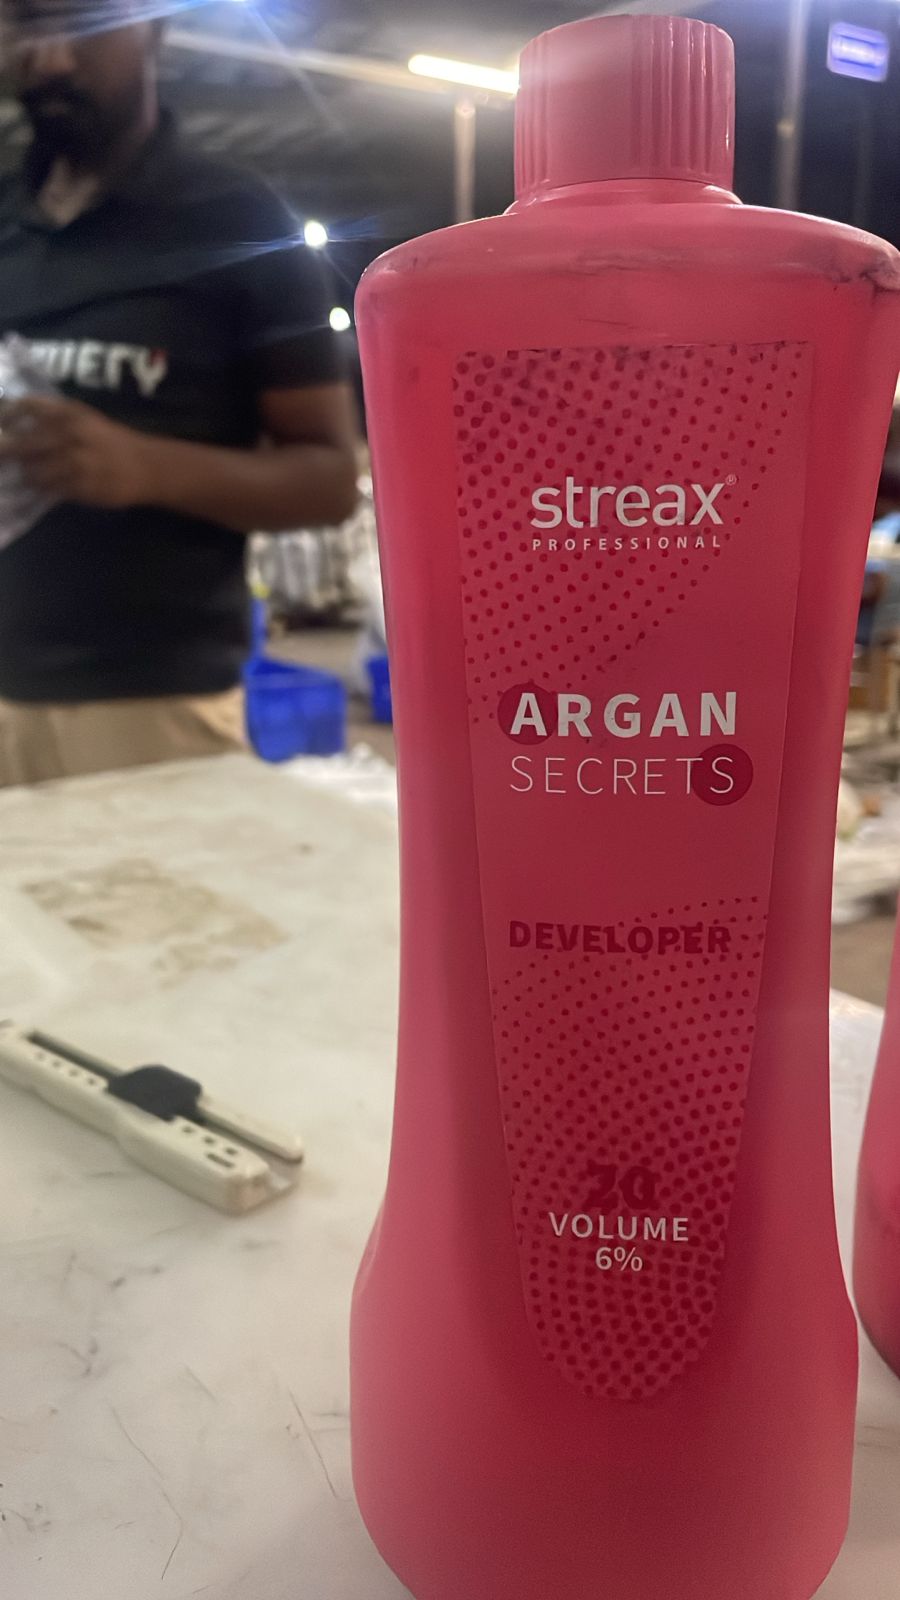 streax®
PROFESSIONAL
ARGAN
SECRETS
DEVELOPER
20
VOLUME
6%